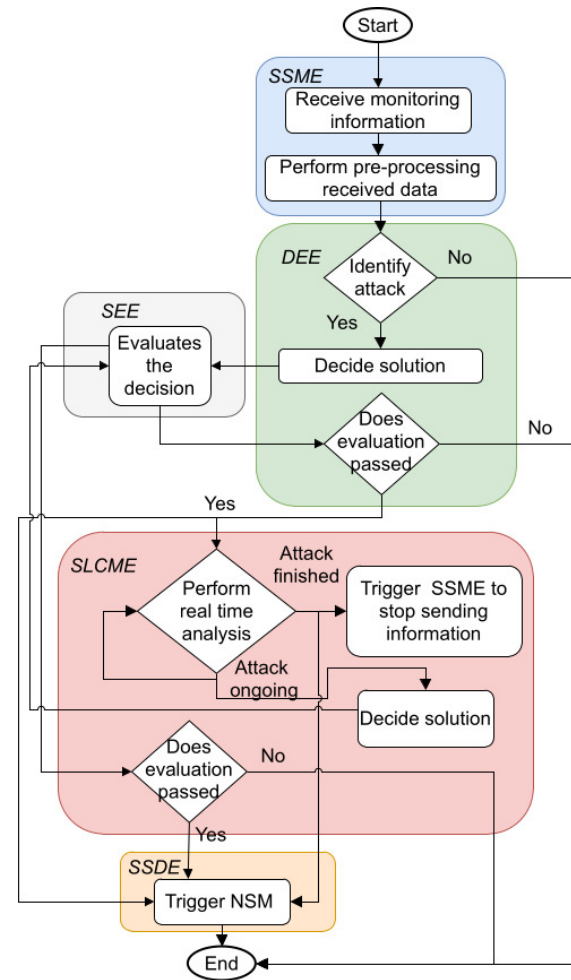 Start
SSME
Receive monitoring
information
Perform pre-processing
received data
DEE
Identify
attack
No
Yes
SEE
Evaluates
the
decision
Decide solution
Does
evaluation
passed
No
Yes
SLCME
Attack
finished
Perform
real time
analysis
Trigger SSME to
stop sending
information
Attack
ongoing
Decide solution
Does
evaluation
passed
No
Yes
SSDE
Trigger NSM
End